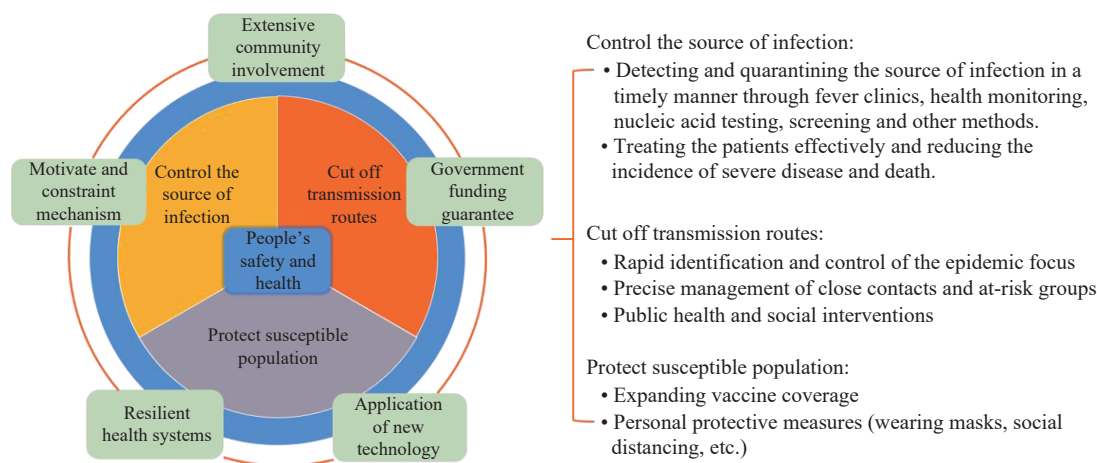 Extensive
community
involvement
Motivate and
constraint
mechanism
Control the
source of
infection
Cut off
transmission
routes
Government
funding
guarantee
People's
safety and
health
Protect susceptible
population
Resilient
health systems
Application
of new
technology
Control the source of infection:
• Detecting and quarantining the source of infection in a
timely manner through fever clinics, health monitoring,
nucleic acid testing, screening and other methods.
• Treating the patients effectively and reducing the
incidence of severe disease and death.
Cut off transmission routes:
• Rapid identification and control of the epidemic focus
• Precise management of close contacts and at-risk groups
• Public health and social interventions
Protect susceptible population:
• Expanding vaccine coverage
• Personal protective measures (wearing masks, social
distancing, etc.)